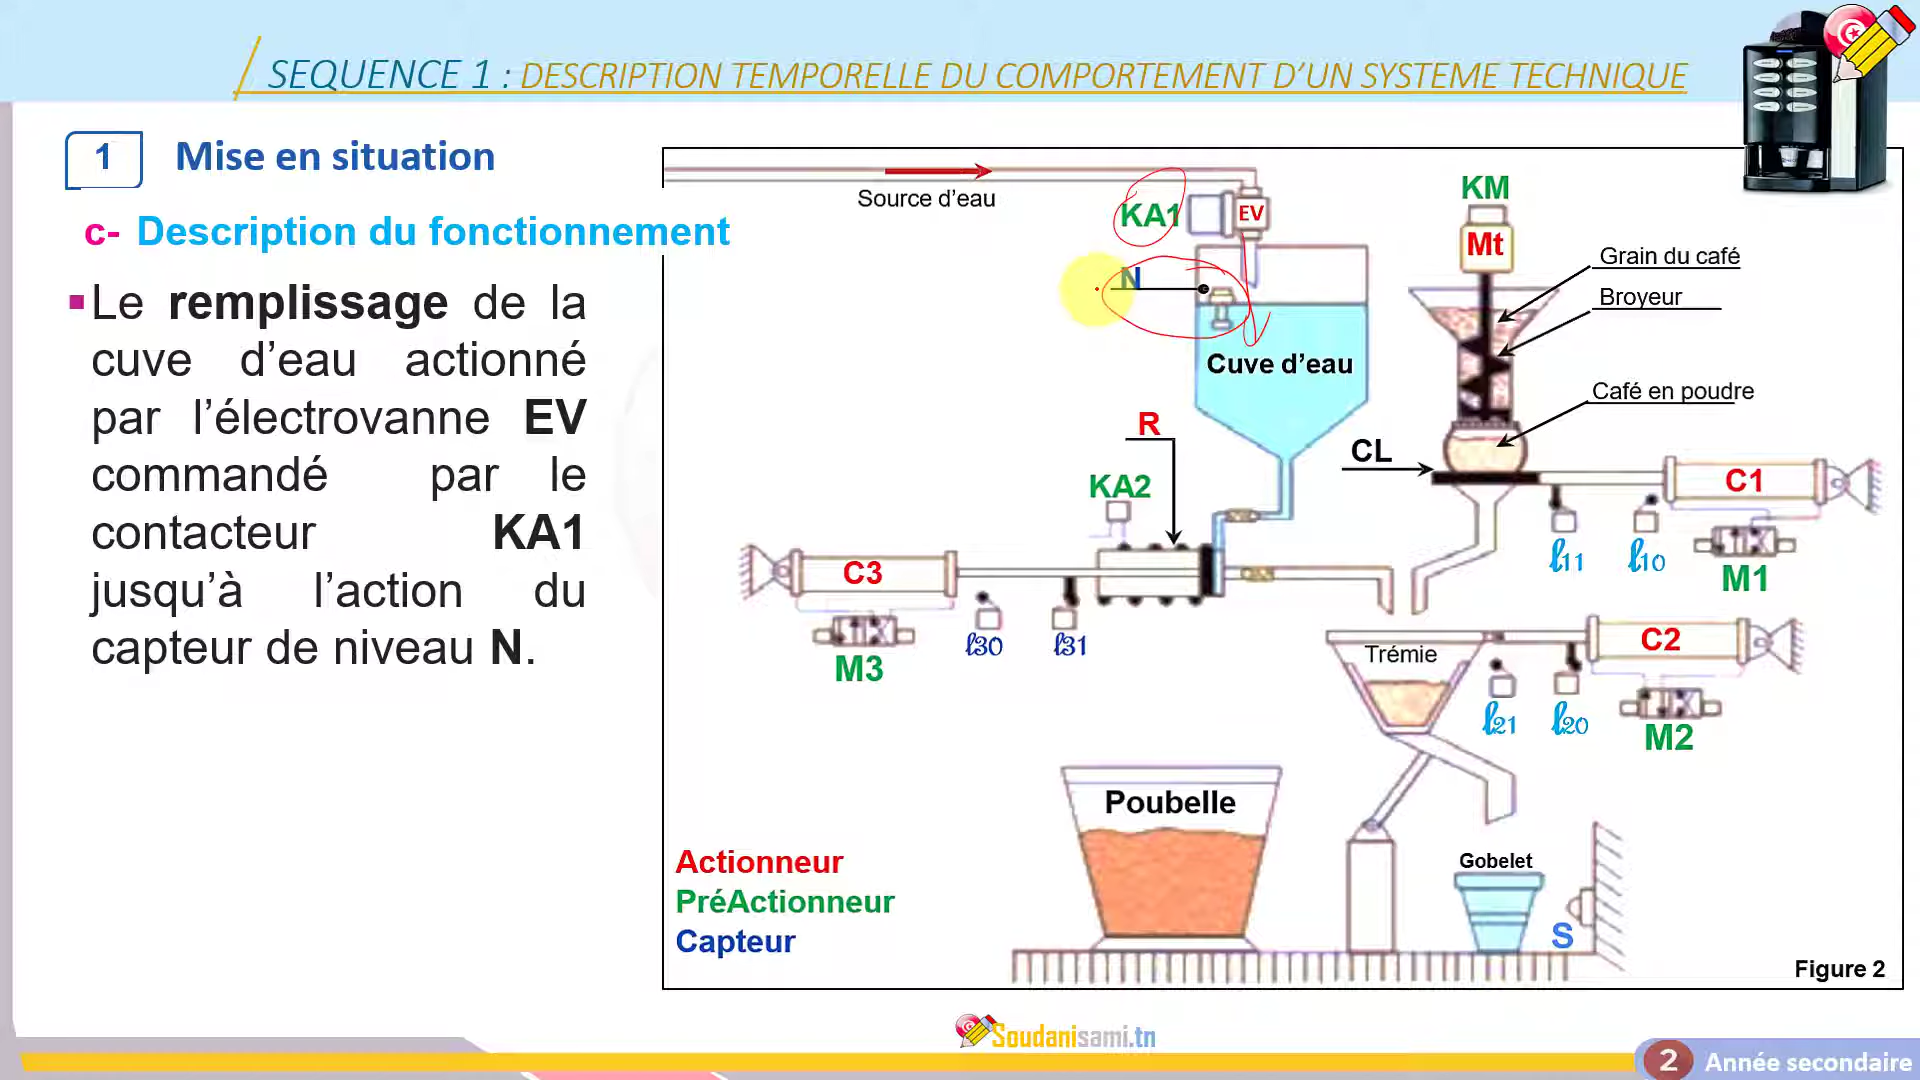 SEQUENCE 1 : DESCRIPTION TEMPORELLE DU COMPORTEMENT D’UN SYSTEME TECHNIQUE
1 Mise en situation
c- Description du fonctionnement
Le remplissage de la
cuve d’eau actionné
par l’électrovanne EV
commandé par le
contacteur KA1
jusqu’à l’action du
capteur de niveau N.
Source d’eau
KA1
EV
N
Cuve d’eau
KM
Mt
Grain du café
Broyeur
Café en poudre
R
KA2
CL
C1
ℓ11
ℓ10
M1
C3
ℓ30
ℓ31
M3
Trémie
C2
ℓ21
ℓ20
M2
Poubelle
Gobelet
S
Actionneur
PréActionneur
Capteur
Figure 2
Soudanisami.tn
2 Année secondaire